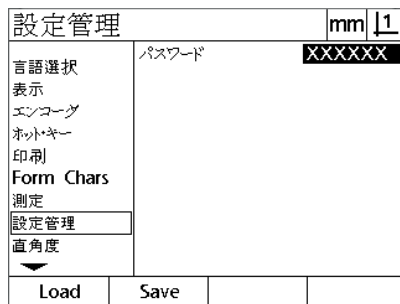 設定管理 mm 1
パスワード XXXXXX
言語選択
表示
エンコーダ
ホット・キー
印刷
Form Chars
測定
設定管理
直角度
Load Save